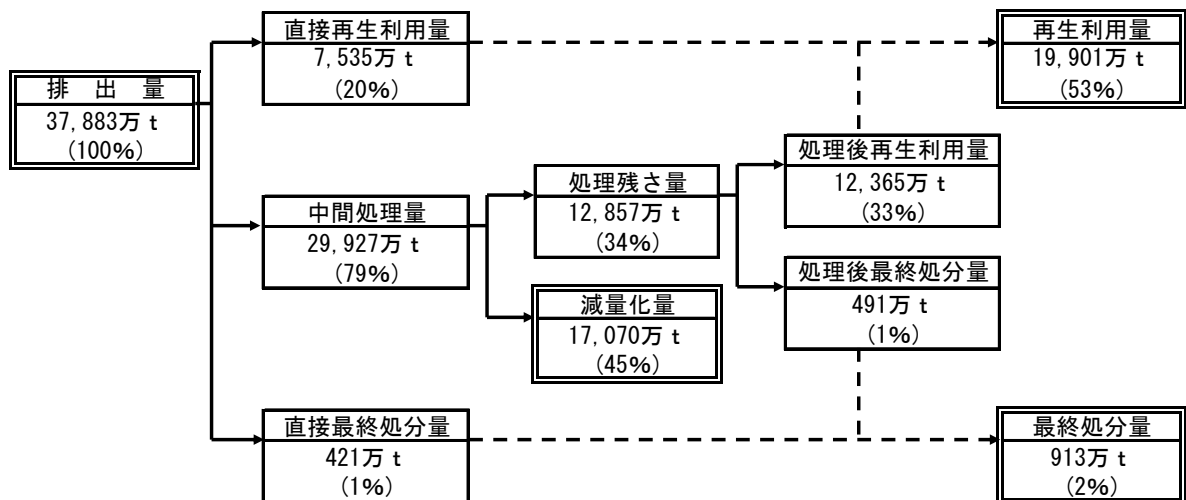 排 出 量
37,883万 t
(100%)
直接再生利用量
7,535万 t
(20%)
中間処理量
29,927万 t
(79%)
直接最終処分量
421万 t
(1%)
処理残さ量
12,857万 t
(34%)
減量化量
17,070万 t
(45%)
処理後再生利用量
12,365万 t
(33%)
処理後最終処分量
491万 t
(1%)
再生利用量
19,901万 t
(53%)
最終処分量
913万 t
(2%)